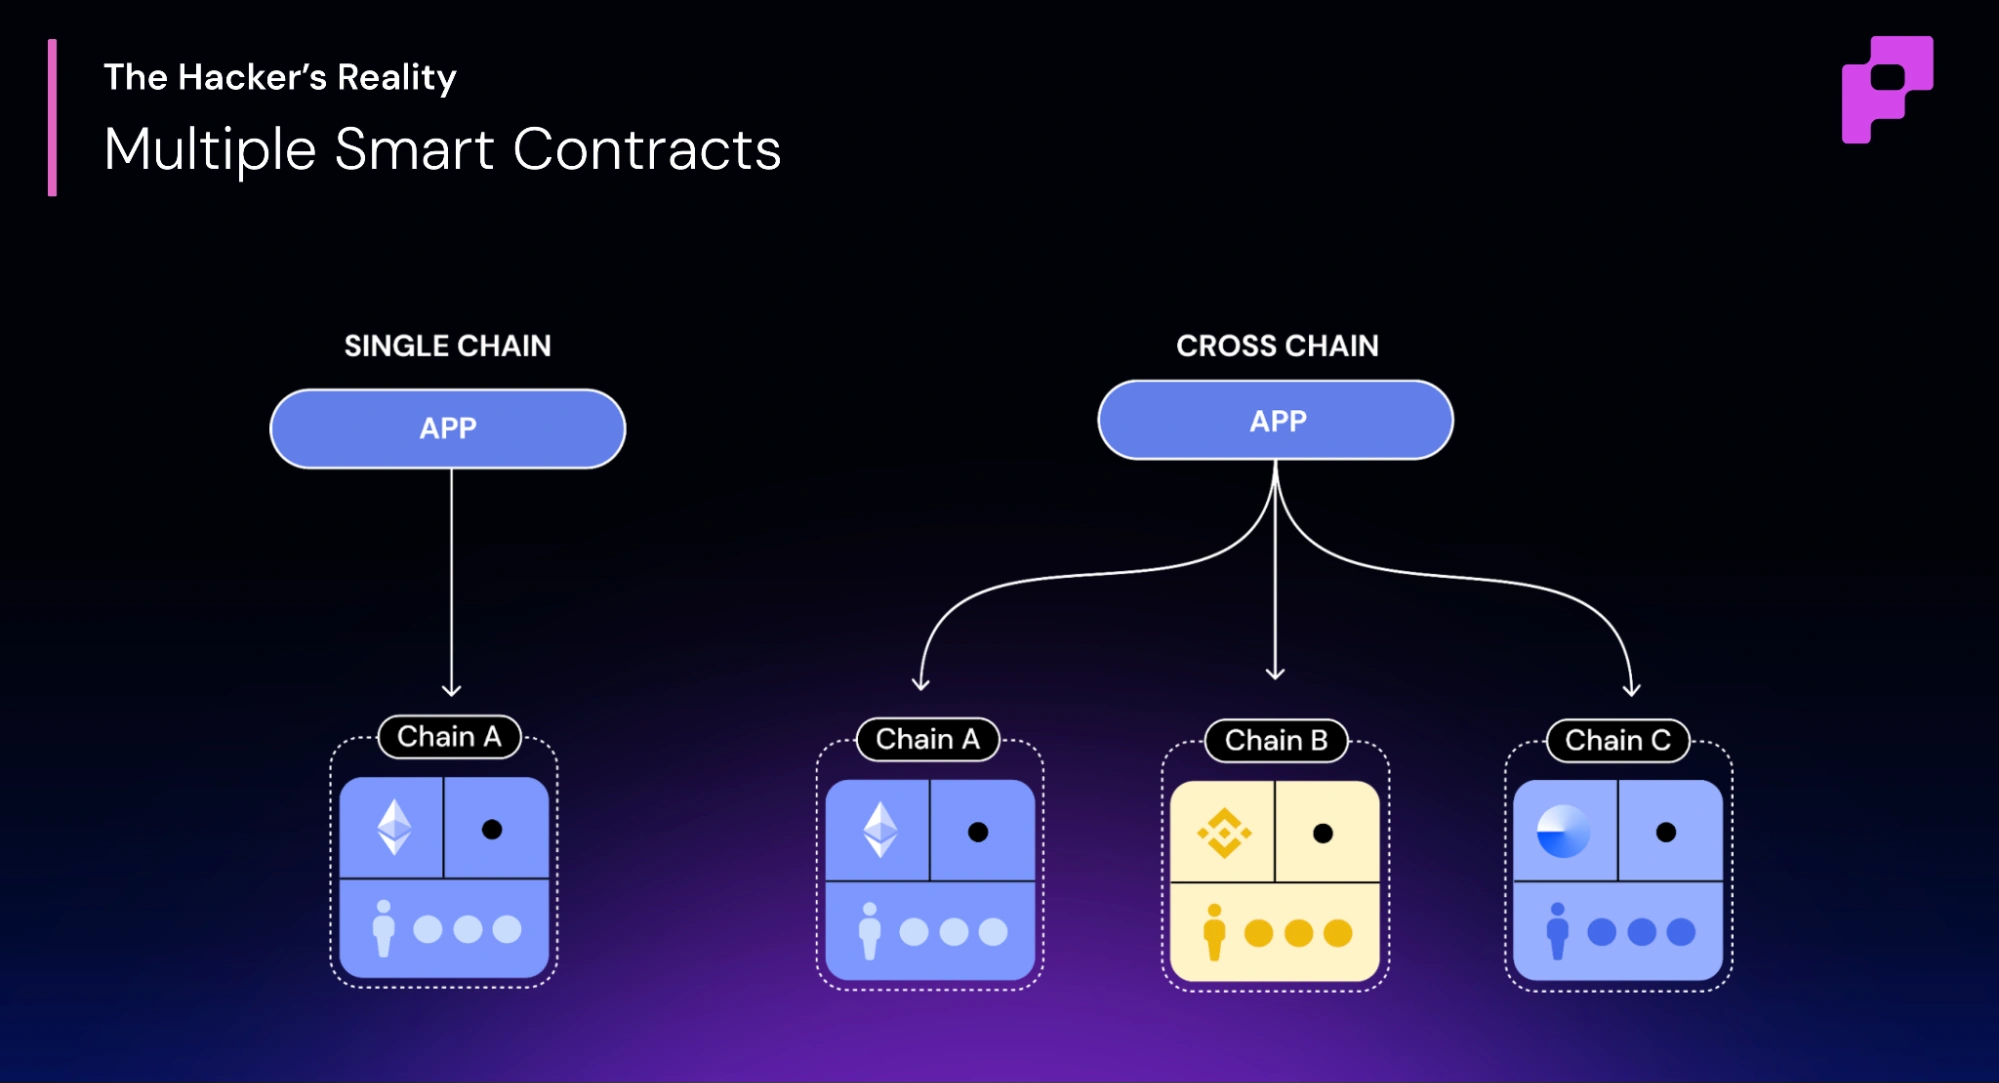 The Hacker’s Reality
Multiple Smart Contracts
SINGLE CHAIN
APP
Chain A
CROSS CHAIN
APP
Chain A
Chain B
Chain C